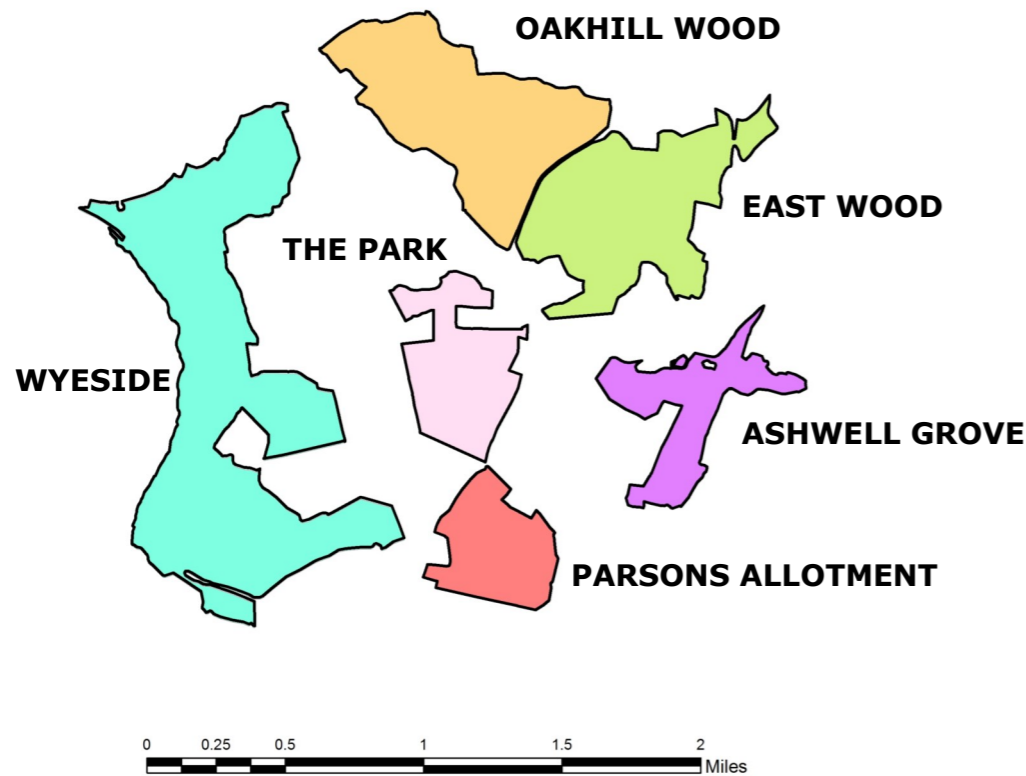 OAKHILL WOOD
EAST WOOD
THE PARK
WYESIDE
ASHWELL GROVE
PARSONS ALLOTMENT
0 0.25 0.5 1 1.5 2
Miles